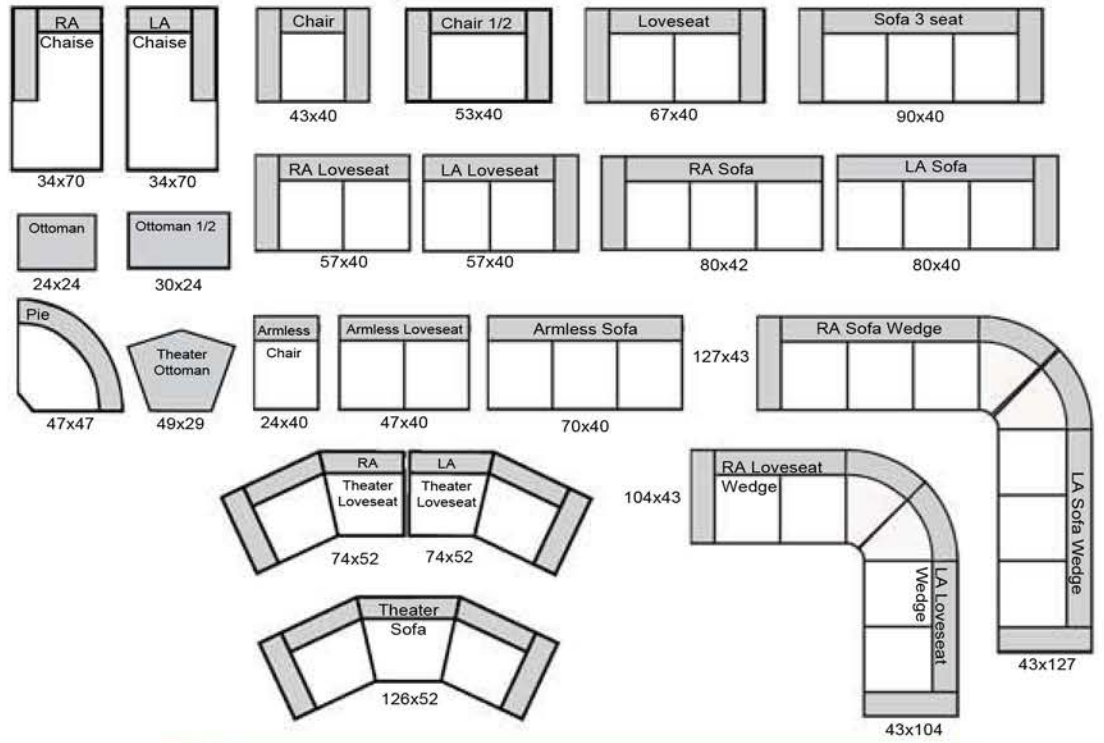 RA
Chaise
34x70
LA
Chaise
34x70
Chair
43x40
Chair 1/2
53x40
Loveseat
67x40
Sofa 3 seat
90x40
RA Loveseat
57x40
LA Loveseat
57x40
RA Sofa
80x42
LA Sofa
80x40
Ottoman
24x24
Ottoman 1/2
30x24
Pie
47x47
Theater
Ottoman
49x29
Armless
Chair
24x40
Armless Loveseat
47x40
Armless Sofa
70x40
127x43
RA Sofa Wedge
LA Sofa Wedge
43x127
RA
Theater
Loveseat
74x52
LA
Theater
Loveseat
74x52
104x43
RA Loveseat
Wedge
LA Loveseat
Wedge
43x104
Theater
Sofa
126x52